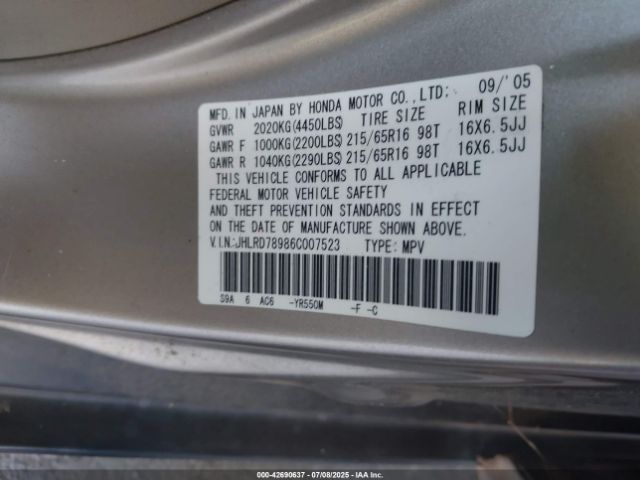 MFD. IN JAPAN BY HONDA MOTOR CO., LTD: 09/'05
GVWR 2020KG(4450LBS) TIRE SIZE RIM SIZE
GAWR F 1000KG(2200LBS) 215/65R16 98T 16X6.5JJ
GAWR R 1040KG(2290LBS) 215/65R16 98T 16X6.5JJ
THIS VEHICLE CONFORMS TO ALL APPLICABLE
FEDERAL MOTOR VEHICLE SAFETY
AND THEFT PREVENTION STANDARDS IN EFFECT
ON THE DATE OF MANUFACTURE SHOWN ABOVE.
V.I.N.:JHLRD78986C007523 TYPE: MPV
S9A 6 AC6 -YR550M -F -C
000-42690637 | 07/08/2025 | IAA Inc.